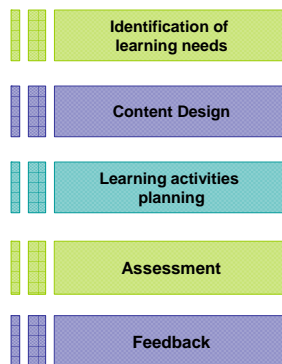 Identification of
learning needs
Content Design
Learning activities
planning
Assessment
Feedback